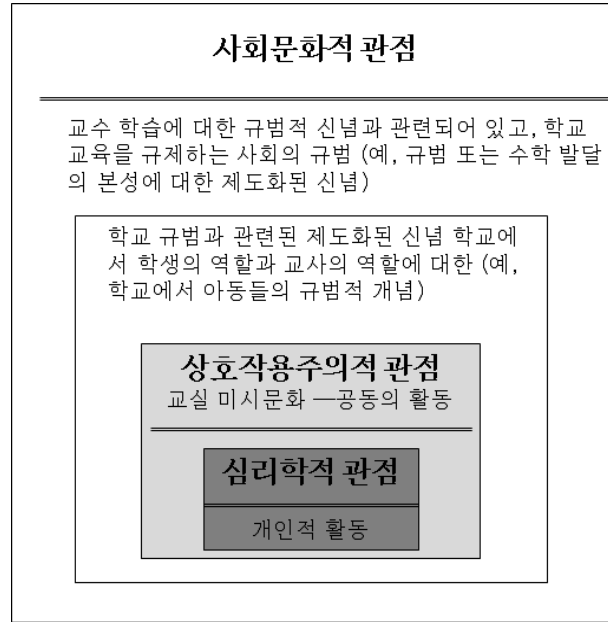 사회문화적 관점
교수 학습에 대한 규범적 신념과 관련되어 있고, 학교
교육을 규제하는 사회의 규범 (예, 규범 또는 수학 발달
의 본성에 대한 제도화된 신념)
학교 규범과 관련된 제도화된 신념 학교에
서 학생의 역할과 교사의 역할에 대한 (예,
학교에서 아동들의 규범적 개념)
상호작용주의적 관점
교실 미시문화 —공동의 활동
심리학적 관점
개인적 활동